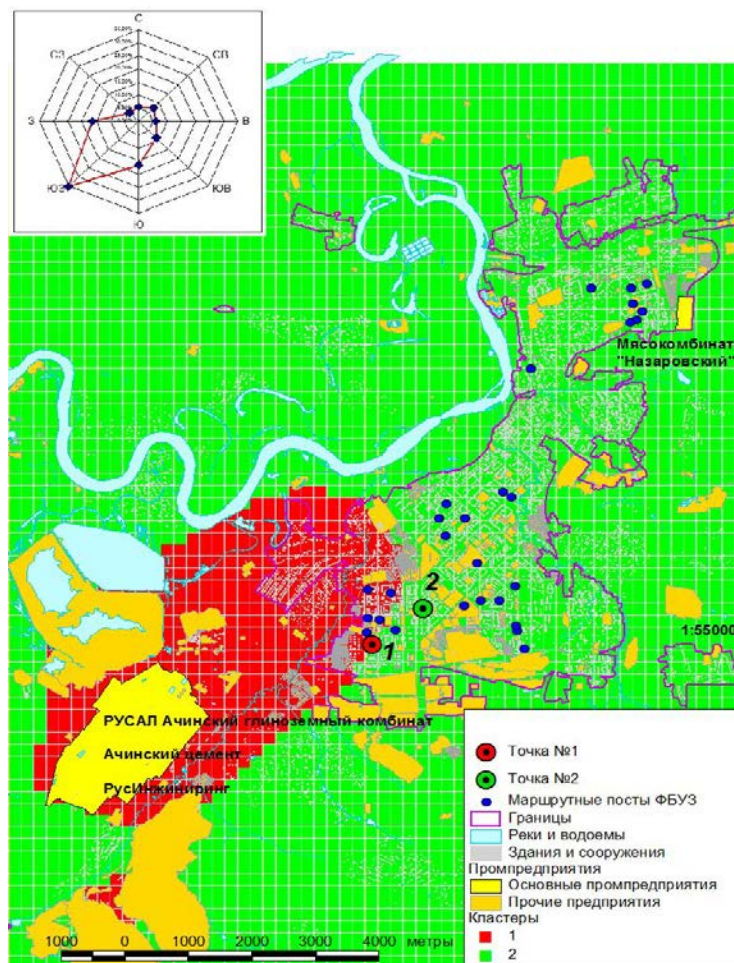 С
СВ
В
ЮВ
Ю
ЮЗ
З
СЗ
Мясокомбинат
"Назаровский"
2
1
1:55000
РУСАЛ Ачинский глиноземный комбинат
Ачинский цемент
РусИнжиниринг
Точка №1
Точка №2
Маршрутные посты ФБУЗ
Границы
Реки и водоемы
Здания и сооружения
Промпредприятия
Основные промпредприятия
Прочие предприятия
Кластеры
1
2
1000 0 1000 2000 3000 4000 метры